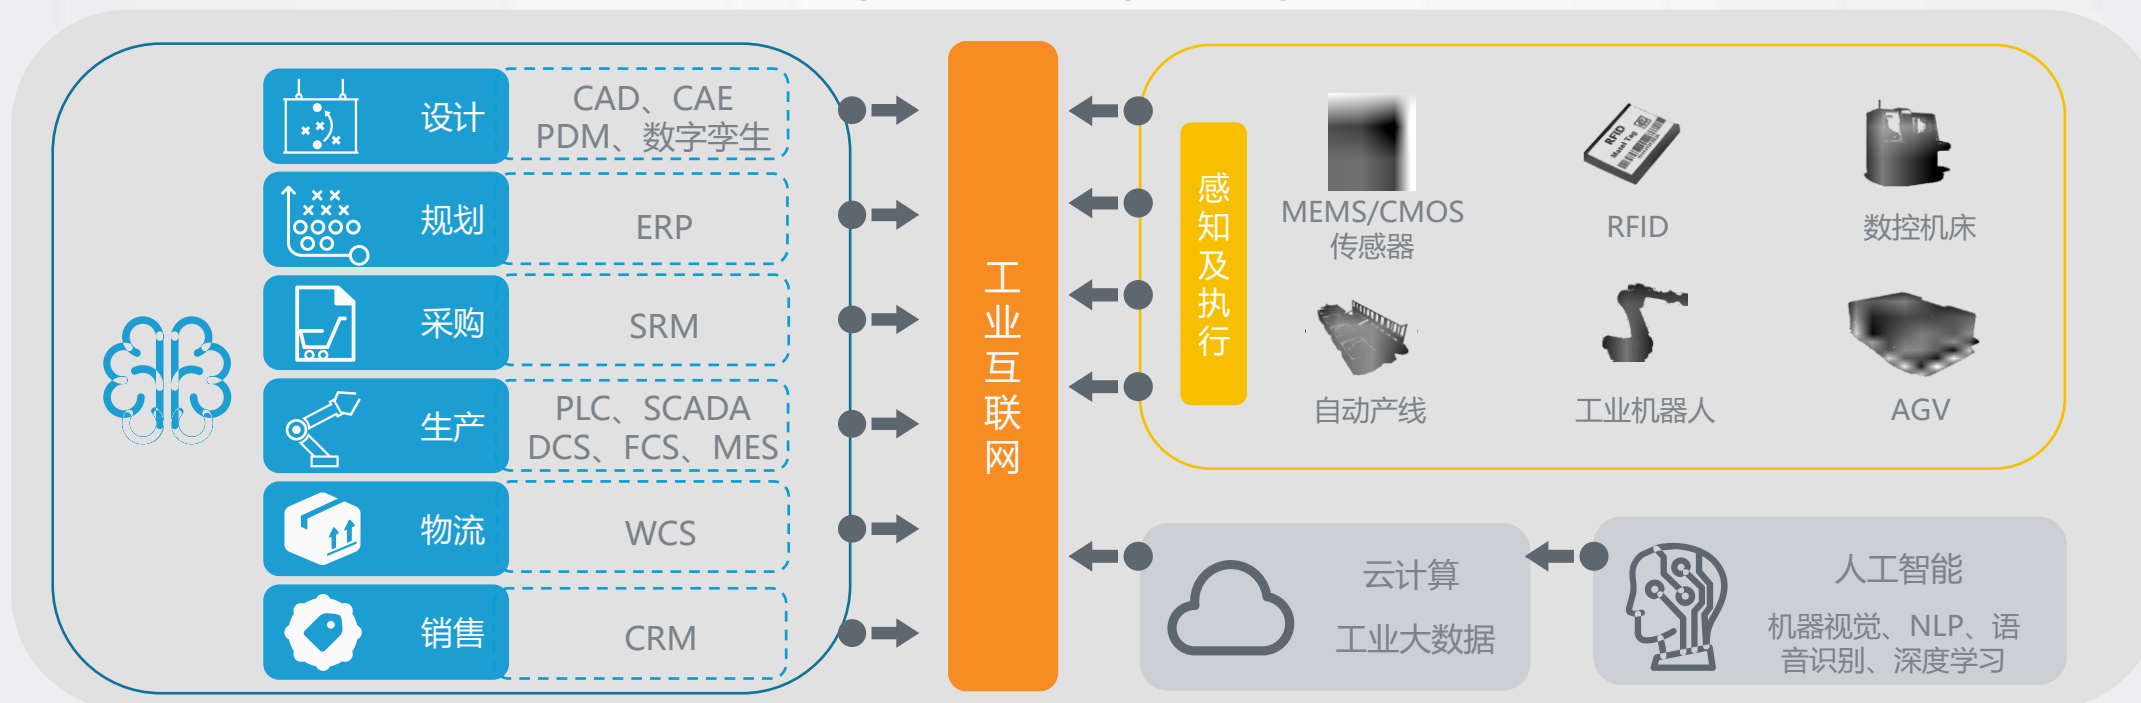 设计
CAD、CAE
PDM、数字孪生
规划
ERP
采购
SRM
生产
PLC、SCADA
DCS、FCS、MES
物流
WCS
销售
CRM
工业互联网
感知及执行
MEMS/CMOS
传感器
RFID
数控机床
自动产线
工业机器人
AGV
云计算
工业大数据
人工智能
机器视觉、NLP、语
音识别、深度学习